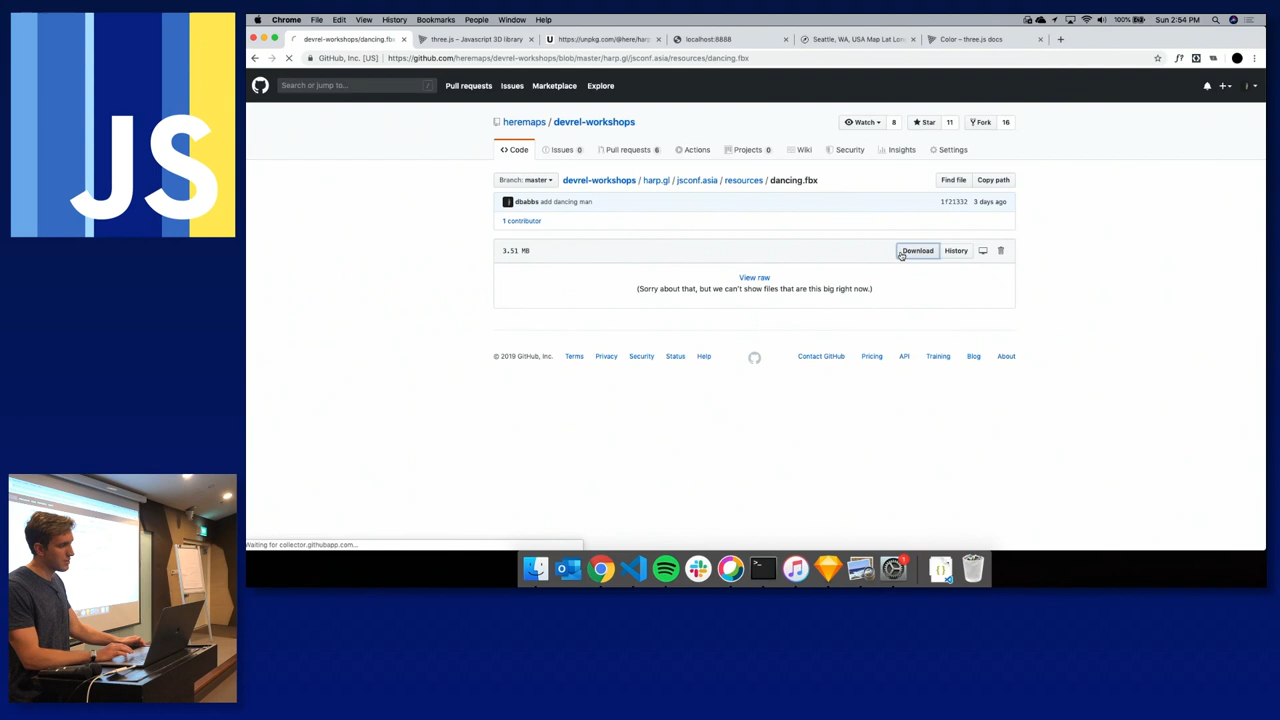 JS
Chrome File Edit View History Bookmarks People Window Help
100% Sun 2:54 PM
devrel-workshops/dancing.fb
three.js – Javascript 3D library
https://unpkg.com/@here/harp
localhost:8888
Seattle, WA, USA Map Lat Lon
Color – three.js docs
GitHub, Inc. [US] https://github.com/heremaps/devrel-workshops/blob/master/harp.gl/jsconf.asia/resources/dancing.fbx
Search or jump to... /
Pull requests Issues Marketplace Explore
heremaps / devrel-workshops
Watch 8 Star 11 Fork 16
Code Issues 0 Pull requests 6 Actions Projects 0 Wiki Security Insights Settings
Branch: master devrel-workshops / harp.gl / jsconf.asia / resources / dancing.fbx Find file Copy path
dbabbs add dancing man 1f21332 3 days ago
1 contributor
3.51 MB Download History
View raw
(Sorry about that, but we can't show files that are this big right now.)
© 2019 GitHub, Inc. Terms Privacy Security Status Help Contact GitHub Pricing API Training Blog About
Waiting for collector.githubapp.com...
1